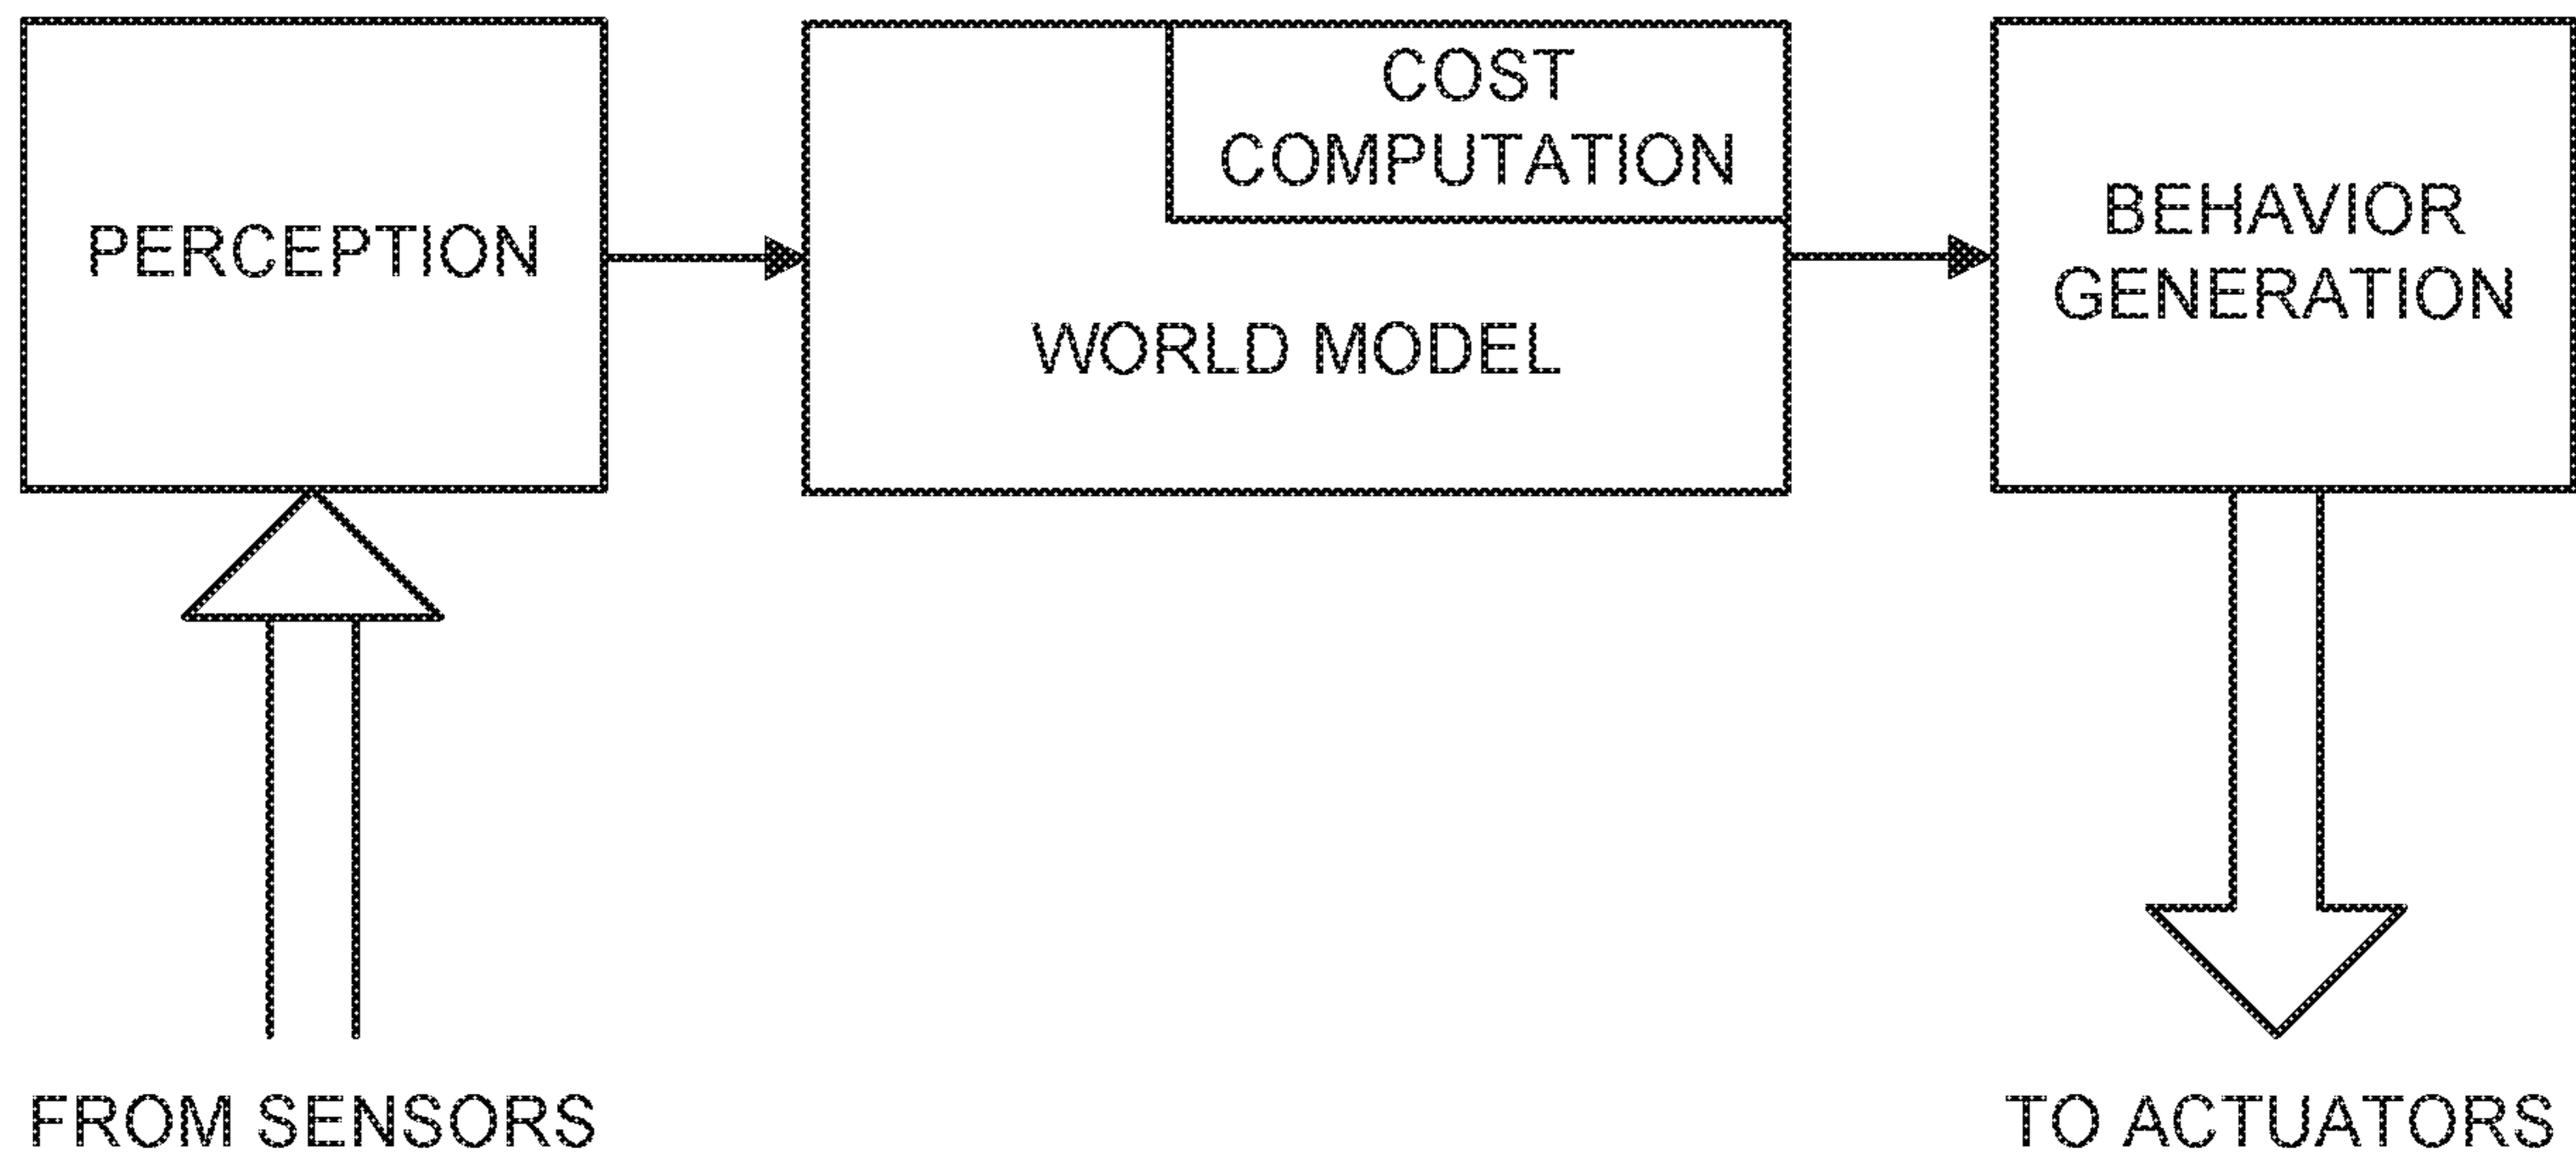 PERCEPTION
COST
COMPUTATION
WORLD MODEL
BEHAVIOR
GENERATION
FROM SENSORS
TO ACTUATORS